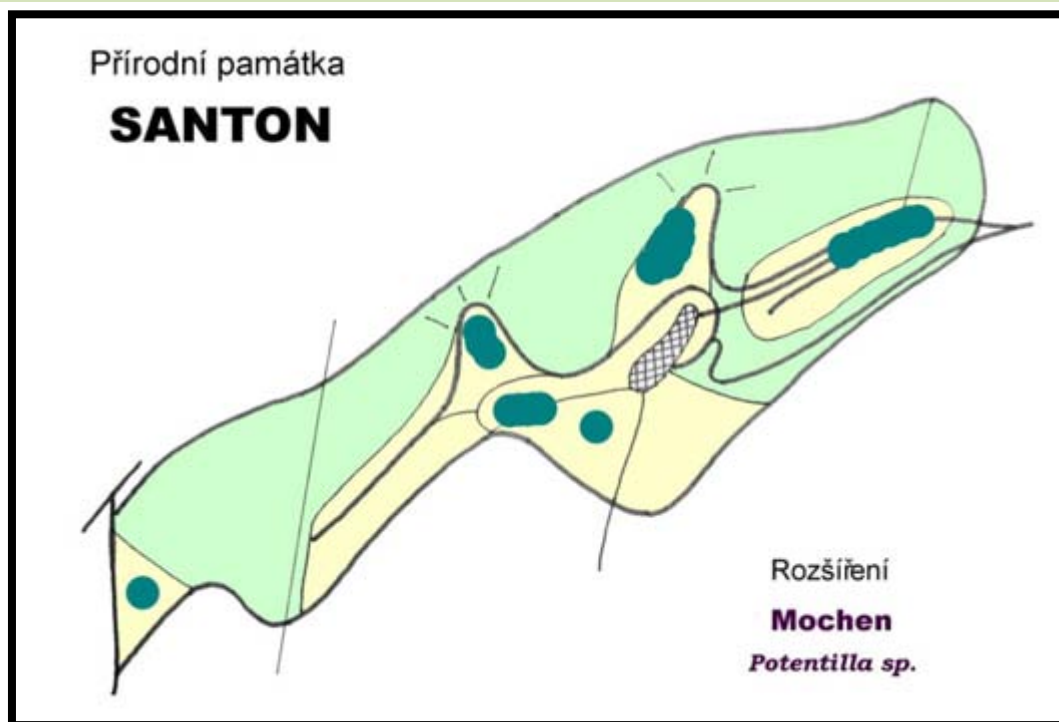 Přírodní památka
SANTON
Rozšíření
Mochen
Potentilla sp.